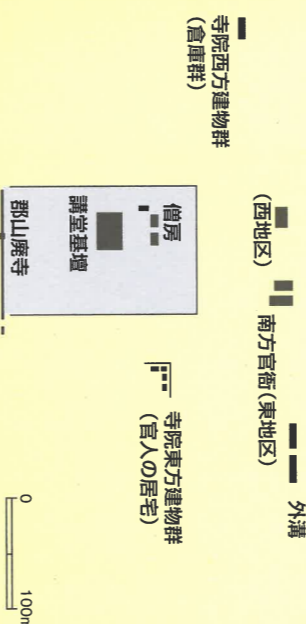 外溝
南方官衙(東地区)
(西地区)
寺院西方建物群
(倉庫群)
僧房
講堂基壇
郡山廃寺
寺院東方建物群
(官人の居宅)
0
100m